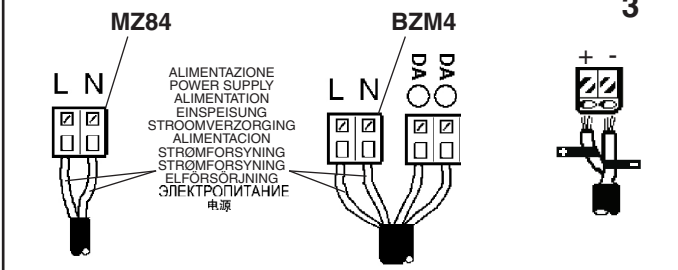 3
MZ84
BZM4
L N
ALIMENTAZIONE
POWER SUPPLY
ALIMENTATION
EINSPEISUNG
STROOMVERZORGING
ALIMENTACION
STRØMFORSYNING
STRØMFORSYNING
ELFÖRSÖRJNING
ЭЛЕКТРОПИТАНИЕ
电源
L N
DA DA
+ -
+ -